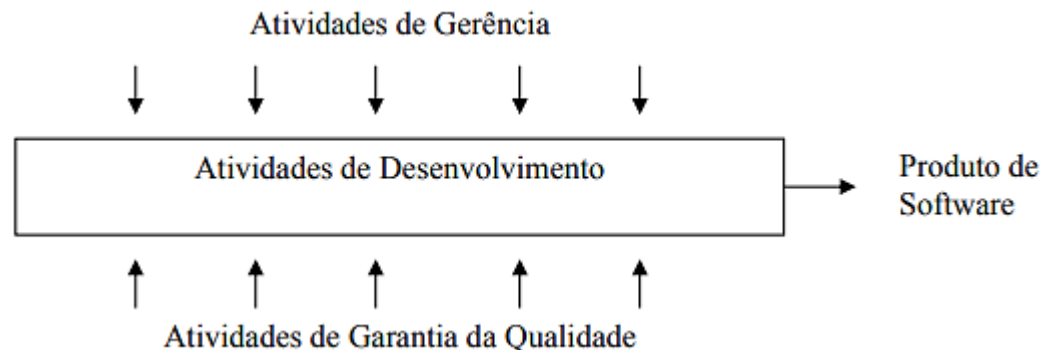 Atividades de Gerência
Atividades de Desenvolvimento
Produto de
Software
Atividades de Garantia da Qualidade